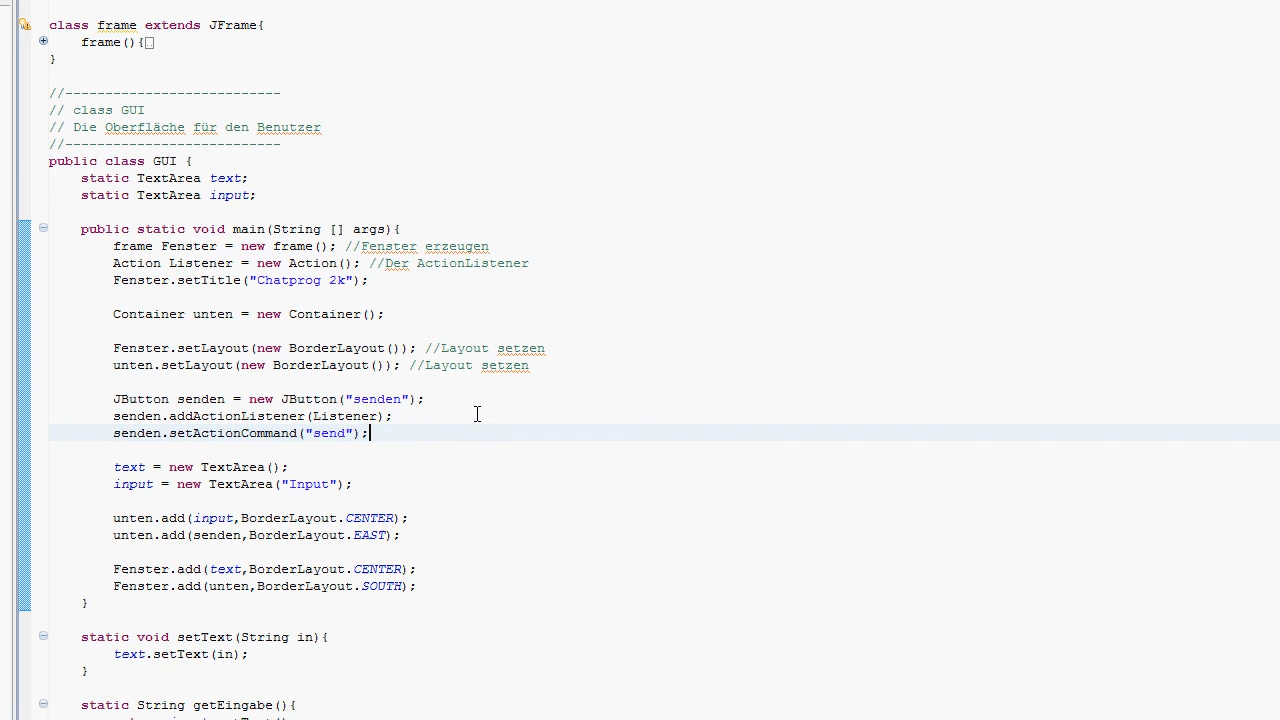 class frame extends JFrame{
frame(){
}
//---------------------------
// class GUI
// Die Oberfläche für den Benutzer
//---------------------------
public class GUI {
static TextArea text;
static TextArea input;
public static void main(String [] args){
frame Fenster = new frame(); //Fenster erzeugen
Action Listener = new Action(); //Der ActionListener
Fenster.setTitle("Chatprog 2k");
Container unten = new Container();
Fenster.setLayout(new BorderLayout()); //Layout setzen
unten.setLayout(new BorderLayout()); //Layout setzen
JButton senden = new JButton("senden");
senden.addActionListener(Listener);
senden.setActionCommand("send");
text = new TextArea();
input = new TextArea("Input");
unten.add(input,BorderLayout.CENTER);
unten.add(senden,BorderLayout.EAST);
Fenster.add(text,BorderLayout.CENTER);
Fenster.add(unten,BorderLayout.SOUTH);
}
static void setText(String in){
text.setText(in);
}
static String getEingabe(){